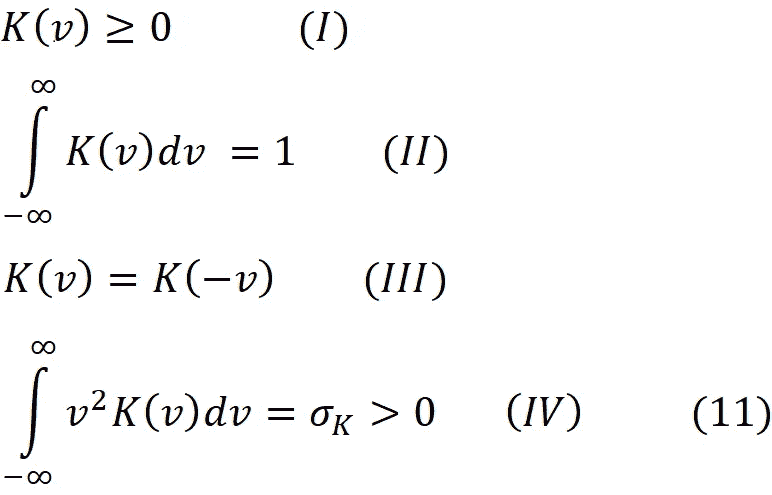 K(v) ≥ 0 (I)
∫_{-∞}^{∞} K(v)dv = 1 (II)
K(v) = K(−v) (III)
∫_{-∞}^{∞} v²K(v)dv = σ_K > 0 (IV) (11)